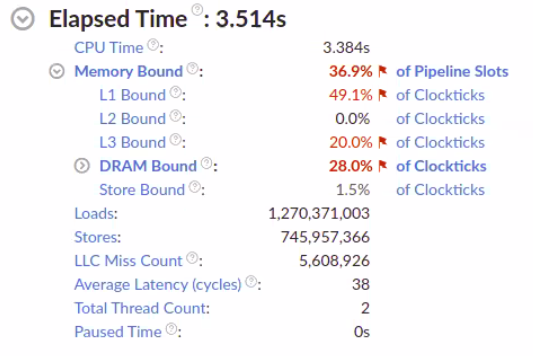 Elapsed Time ?: 3.514s
CPU Time ?: 3.384s
Memory Bound ?: 36.9% of Pipeline Slots
L1 Bound ?: 49.1% of Clockticks
L2 Bound ?: 0.0% of Clockticks
L3 Bound ?: 20.0% of Clockticks
DRAM Bound ?: 28.0% of Clockticks
Store Bound ?: 1.5% of Clockticks
Loads: 1,270,371,003
Stores: 745,957,366
LLC Miss Count ?: 5,608,926
Average Latency (cycles) ?: 38
Total Thread Count: 2
Paused Time ?: 0s